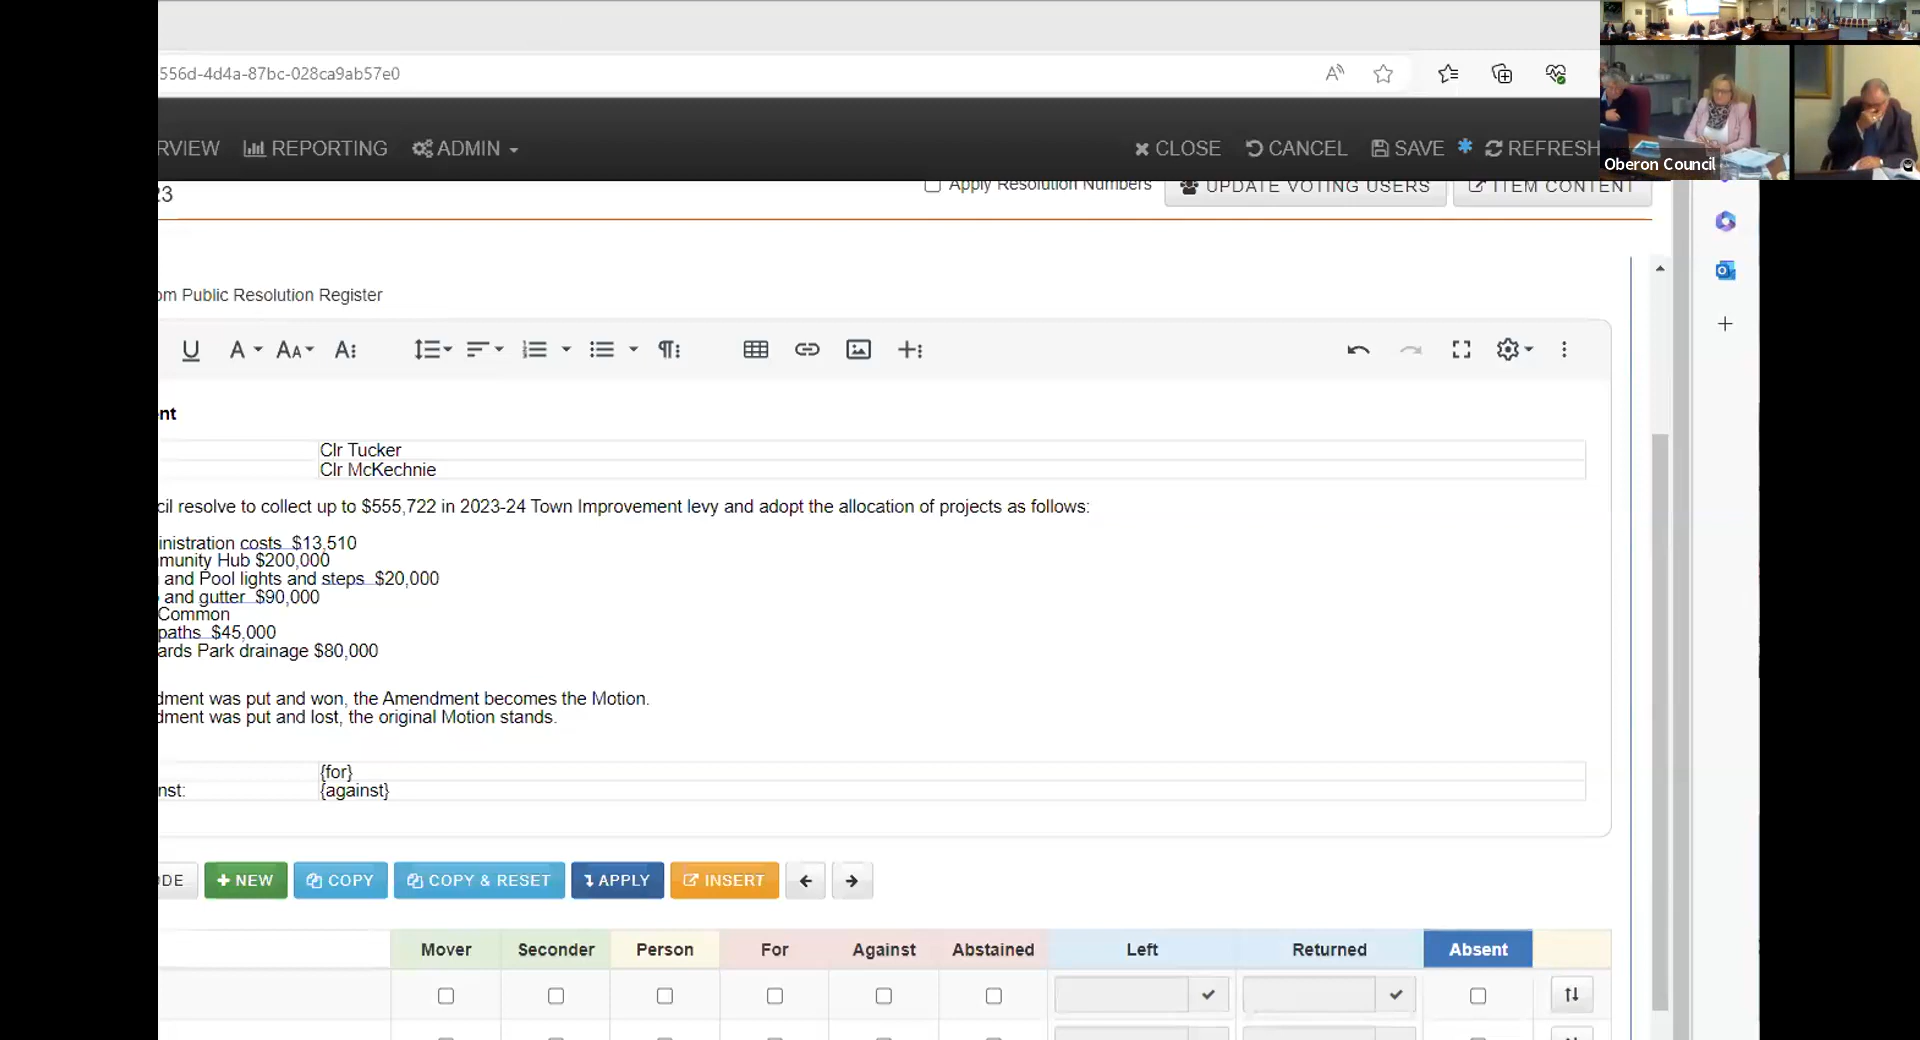 556d-4d4a-87bc-028ca9ab57e0
RVIEW REPORTING ADMIN CLOSE CANCEL SAVE REFRESH
Oberon Council
23 Apply Resolution Numbers UPDATE VOTING USERS ITEM CONTENT
om Public Resolution Register
nt
Clr Tucker
Clr McKechnie
cil resolve to collect up to $555,722 in 2023-24 Town Improvement levy and adopt the allocation of projects as follows:
inistration costs $13,510
munity Hub $200,000
and Pool lights and steps $20,000
and gutter $90,000
Common
paths $45,000
ards Park drainage $80,000
dment was put and won, the Amendment becomes the Motion.
dment was put and lost, the original Motion stands.
{for}
nst: {against}
ODE NEW COPY COPY & RESET APPLY INSERT
Mover Seconder Person For Against Abstained Left Returned Absent